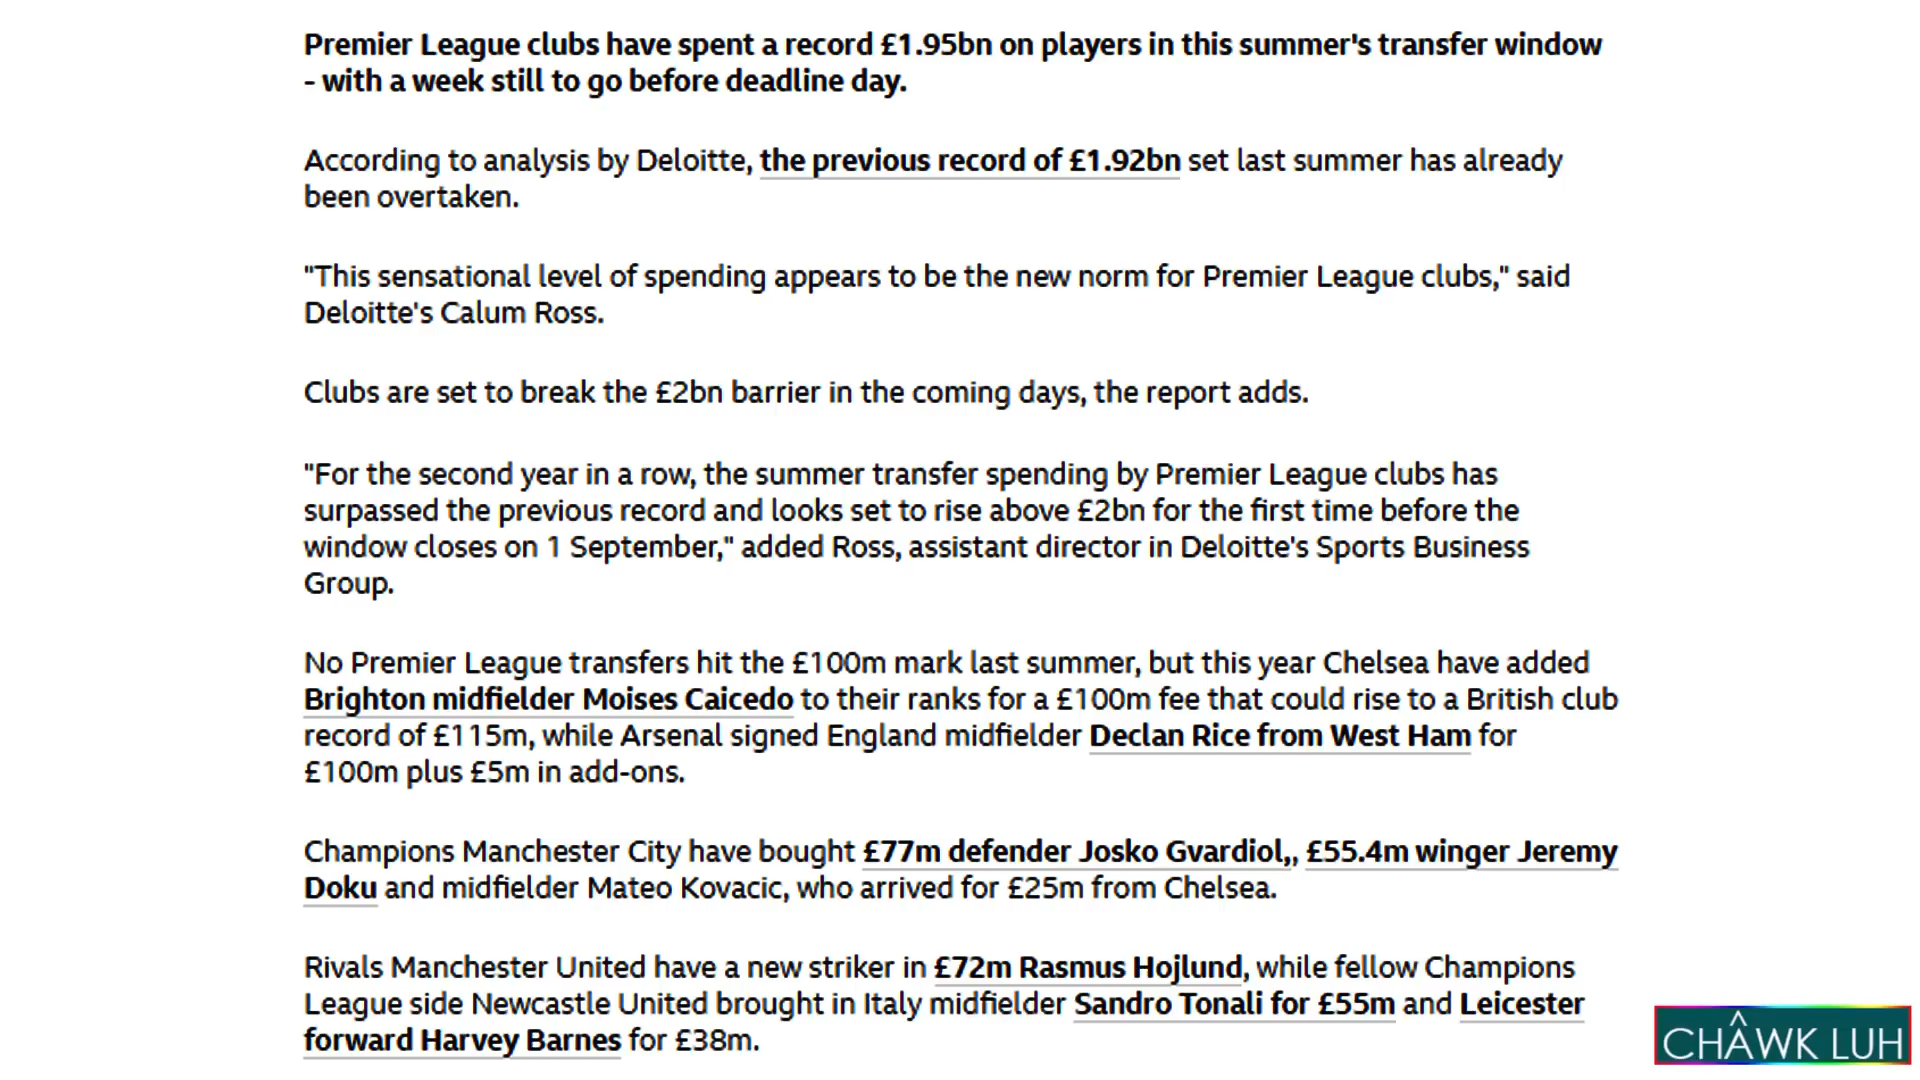 Premier League clubs have spent a record £1.95bn on players in this summer's transfer window
- with a week still to go before deadline day.
According to analysis by Deloitte, the previous record of £1.92bn set last summer has already
been overtaken.
"This sensational level of spending appears to be the new norm for Premier League clubs," said
Deloitte's Calum Ross.
Clubs are set to break the £2bn barrier in the coming days, the report adds.
"For the second year in a row, the summer transfer spending by Premier League clubs has
surpassed the previous record and looks set to rise above £2bn for the first time before the
window closes on 1 September," added Ross, assistant director in Deloitte's Sports Business
Group.
No Premier League transfers hit the £100m mark last summer, but this year Chelsea have added
Brighton midfielder Moises Caicedo to their ranks for a £100m fee that could rise to a British club
record of £115m, while Arsenal signed England midfielder Declan Rice from West Ham for
£100m plus £5m in add-ons.
Champions Manchester City have bought £77m defender Josko Gvardiol,, £55.4m winger Jeremy
Doku and midfielder Mateo Kovacic, who arrived for £25m from Chelsea.
Rivals Manchester United have a new striker in £72m Rasmus Hojlund, while fellow Champions
League side Newcastle United brought in Italy midfielder Sandro Tonali for £55m and Leicester
forward Harvey Barnes for £38m.
CHÂWK LUH